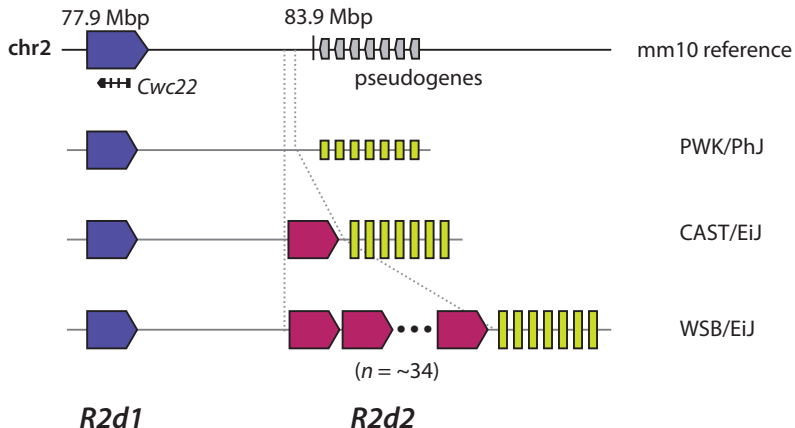 77.9 Mbp 83.9 Mbp
chr2 mm10 reference
Cwc22 pseudogenes
PWK/PhJ
CAST/EiJ
WSB/EiJ
(n = ~34)
R2d1 R2d2